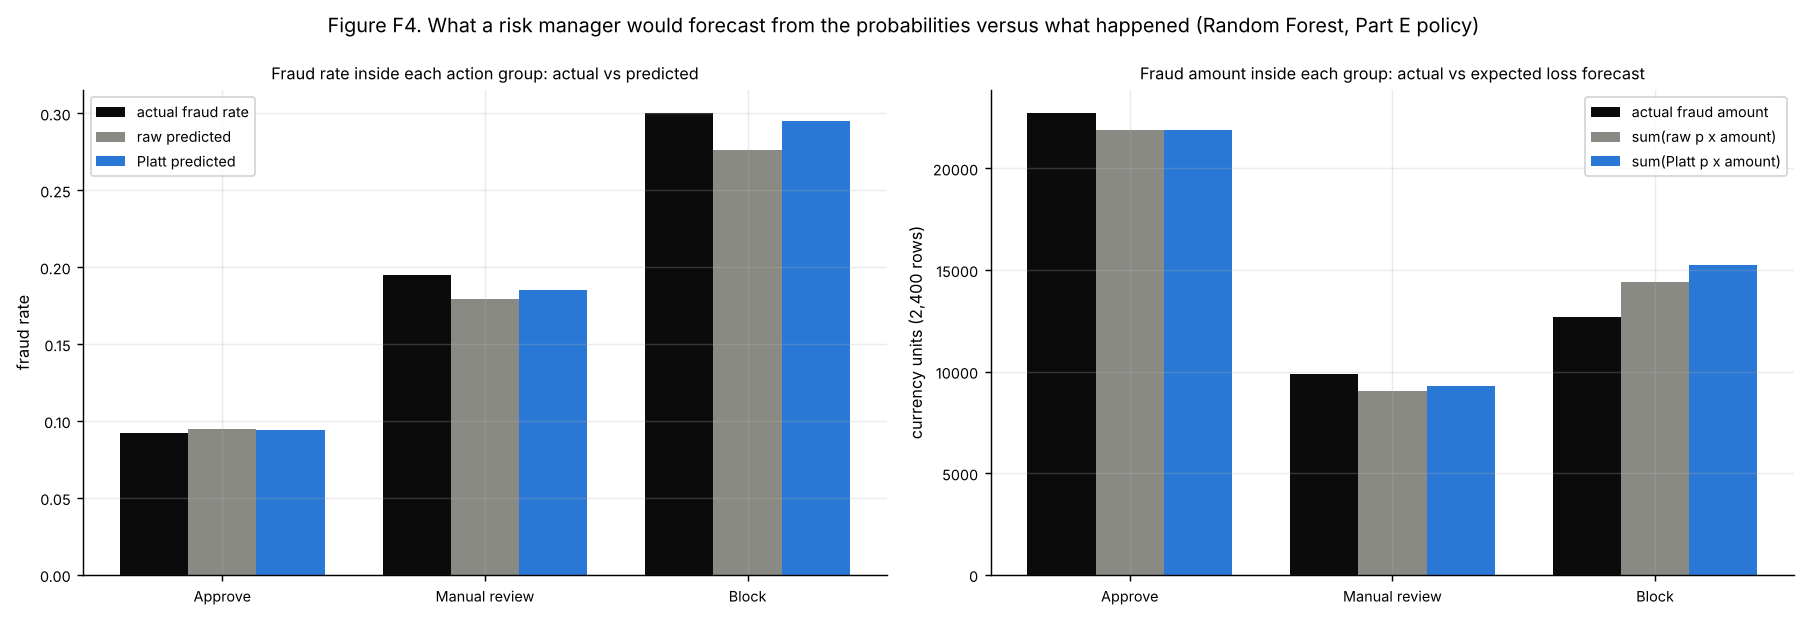 Figure F4. What a risk manager would forecast from the probabilities versus what happened (Random Forest, Part E policy)
Fraud rate inside each action group: actual vs predicted
actual fraud rate
raw predicted
Platt predicted
fraud rate
0.30
0.25
0.20
0.15
0.10
0.05
0.00
Approve
Manual review
Block
Fraud amount inside each group: actual vs expected loss forecast
actual fraud amount
sum(raw p x amount)
sum(Platt p x amount)
currency units (2,400 rows)
20000
15000
10000
5000
0
Approve
Manual review
Block